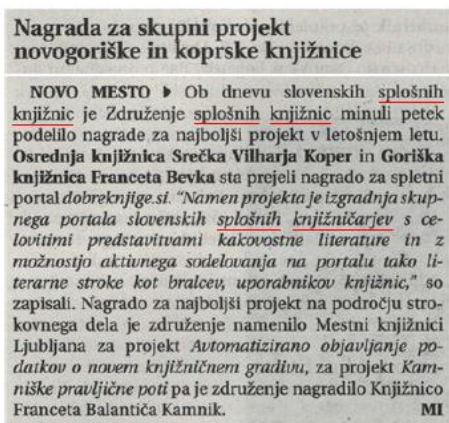 Nagrada za skupni projekt
novogoriške in koprske knjižnice
NOVO MESTO ▶ Ob dnevu slovenskih splošnih
knjižnic je Združenje splošnih knjižnic minuli petek
podelilo nagrade za najboljši projekt v letošnjem letu.
Osrednja knjižnica Srečka Vilharja Koper in Goriška
knjižnica Franceta Bevka sta prejeli nagrado za spletni
portal dobreknjige.si. "Namen projekta je izgradnja skup-
nega portala slovenskih splošnih knjižničarjev s ce-
lovitimi predstavitvami kakovostne literature in z
možnostjo aktivnega sodelovanja na portalu tako li-
terarne stroke kot bralcev, uporabnikov knjižnic," so
zapisali. Nagrado za najboljši projekt na področju stro-
kovnega dela je združenje namenilo Mestni knjižnici
Ljubljana za projekt Avtomatizirano objavljanje po-
datkov o novem knjižničnem gradivu, za projekt Kam-
niške pravljične poti pa je združenje nagradilo Knjižnico
Franceta Balantiča Kamnik. MI